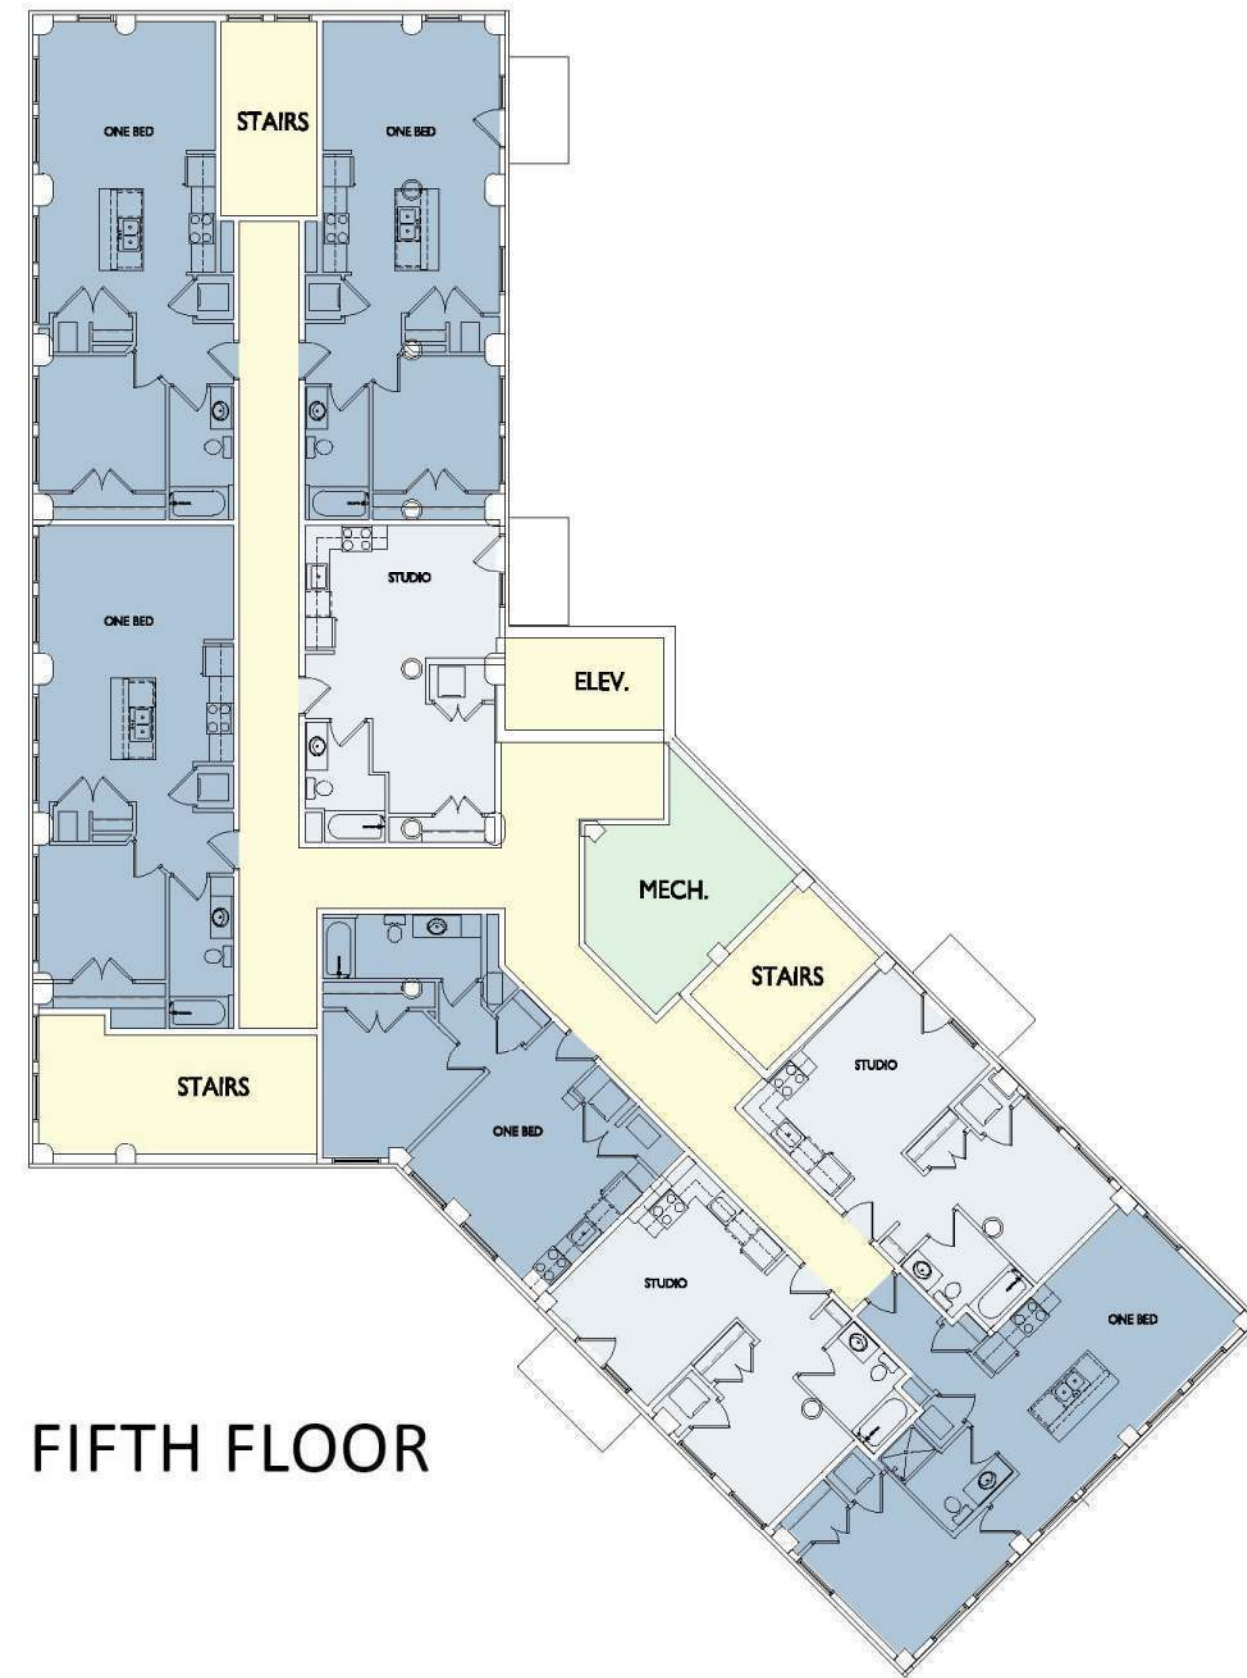 ONE BED
STAIRS
ONE BED
STUDIO
ONE BED
ELEV.
MECH.
STAIRS
STUDIO
STAIRS
ONE BED
STUDIO
ONE BED
FIFTH FLOOR